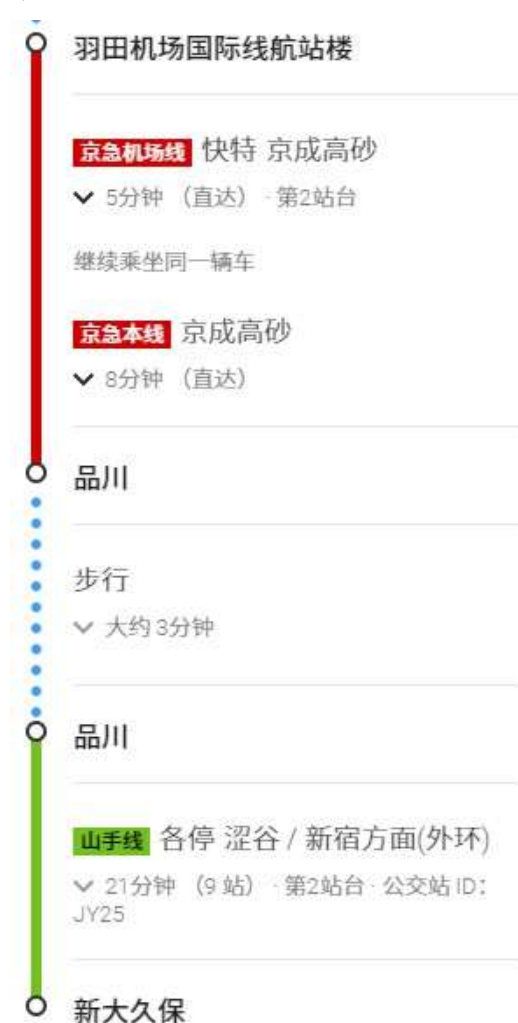 羽田机场国际线航站楼
京急机场线 快特 京成高砂
5分钟 （直达） · 第2站台
继续乘坐同一辆车
京急本线 京成高砂
8分钟 （直达）
品川
步行
大约 3分钟
品川
山手线 各停 涩谷 / 新宿方面(外环)
21分钟 （9 站） · 第2站台 · 公交站 ID：
JY25
新大久保